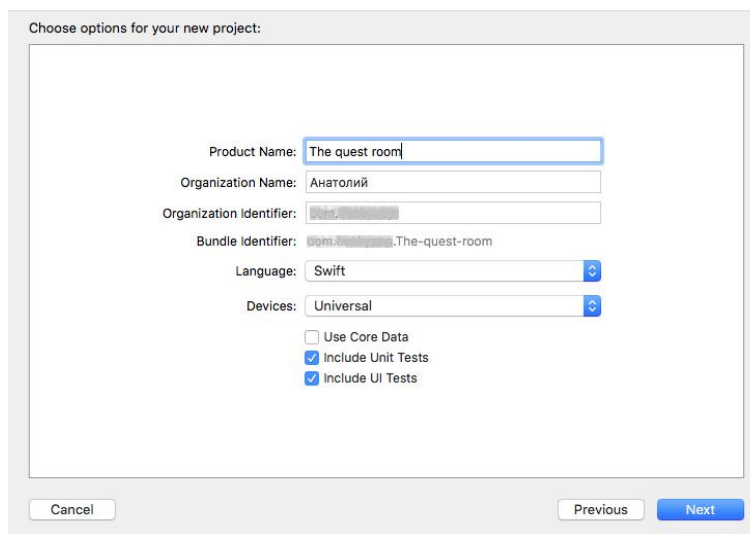 Choose options for your new project:
Product Name: The quest room
Organization Name: Анатолий
Organization Identifier:
Bundle Identifier: .The-quest-room
Language: Swift
Devices: Universal
Use Core Data
Include Unit Tests
Include UI Tests
Cancel Previous Next